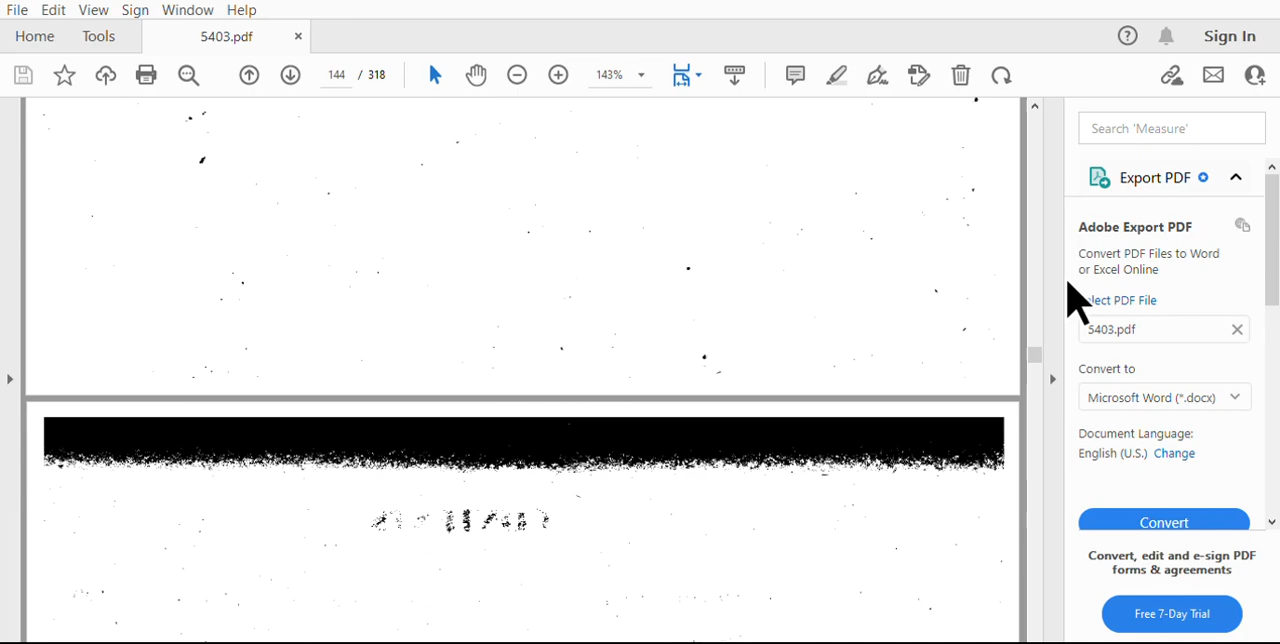 File Edit View Sign Window Help
Home Tools 5403.pdf × ? Sign In
144 / 318 143%
Search 'Measure'
Export PDF
Adobe Export PDF
Convert PDF Files to Word
or Excel Online
lect PDF File
5403.pdf
Convert to
Microsoft Word (*.docx)
Document Language:
English (U.S.) Change
Convert
Convert, edit and e-sign PDF
forms & agreements
Free 7-Day Trial